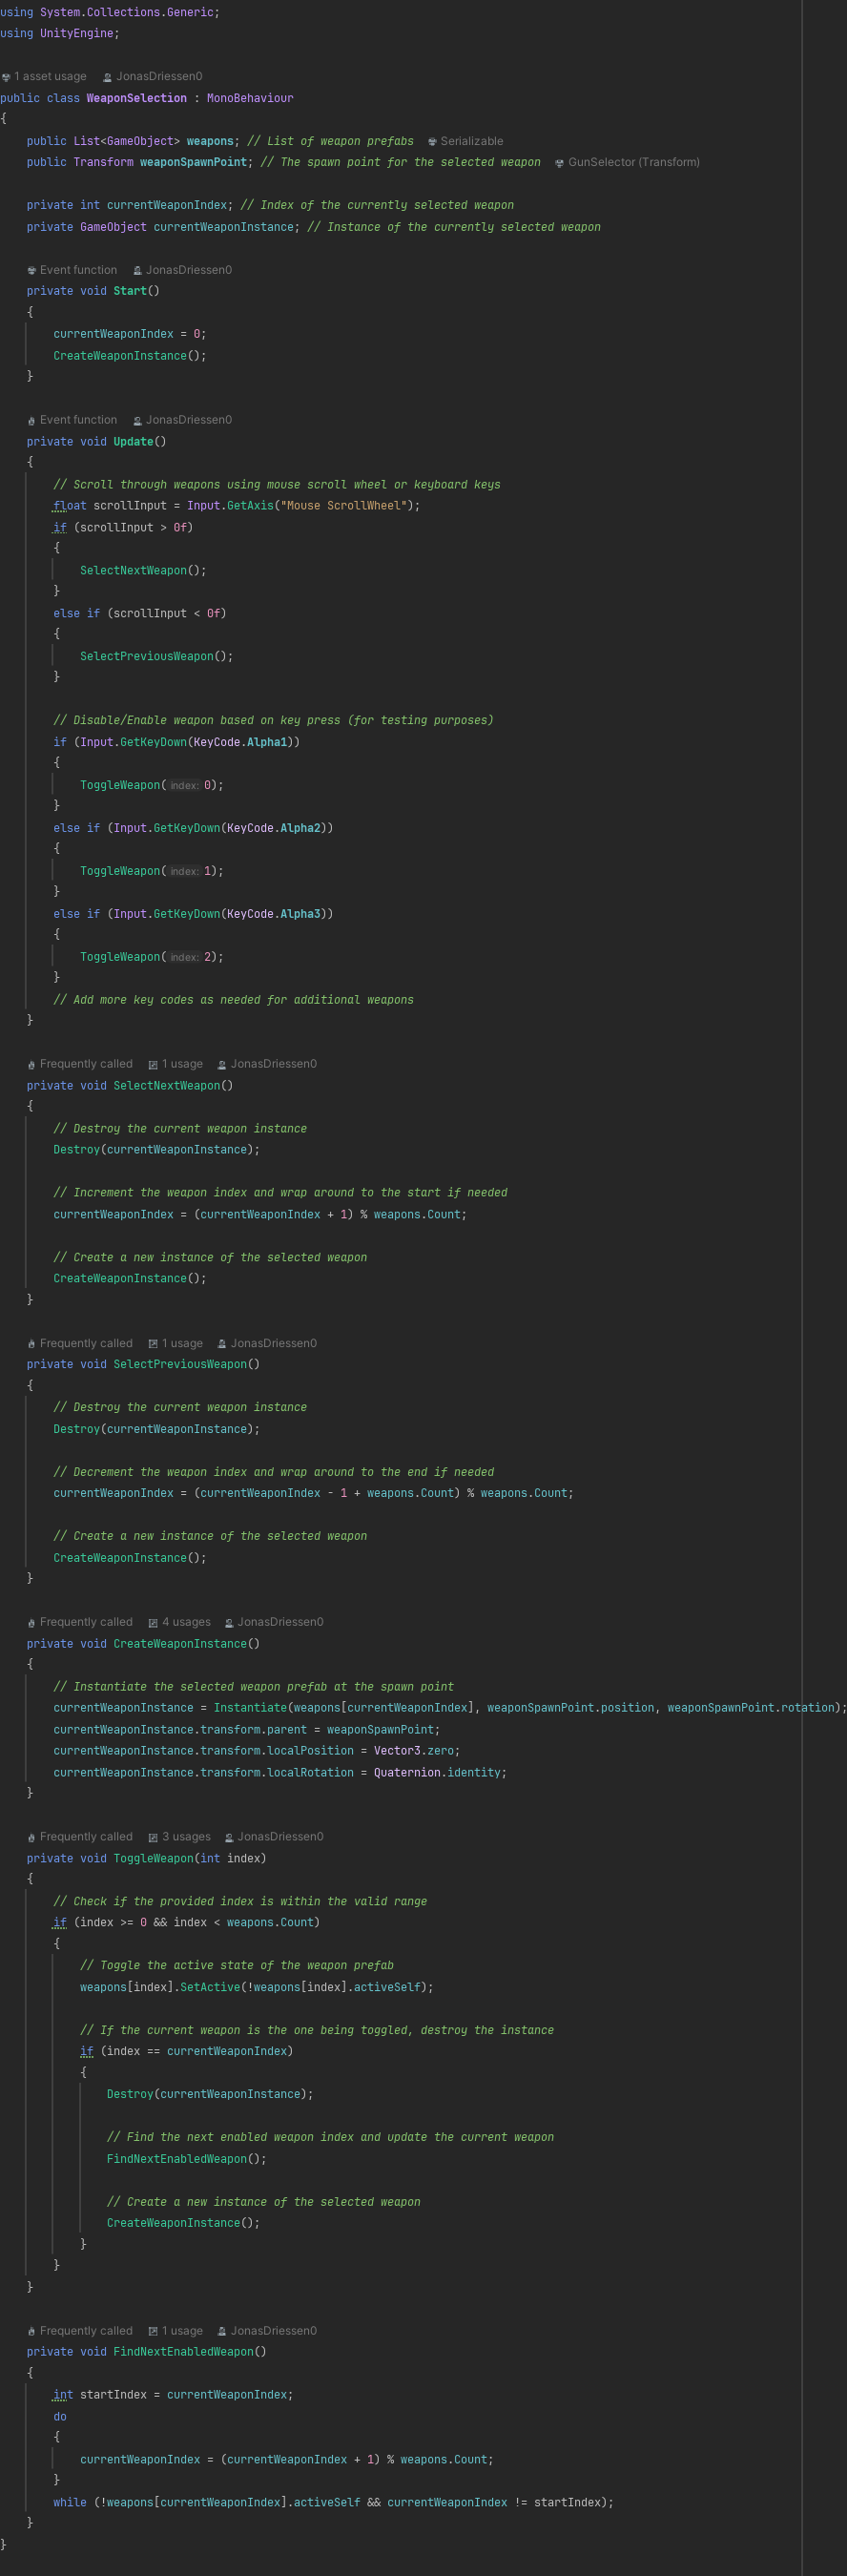 using System.Collections.Generic;
using UnityEngine;
1 asset usage JonasDriessen0
public class WeaponSelection : MonoBehaviour
{
public List<GameObject> weapons; // List of weapon prefabs Serializable
public Transform weaponSpawnPoint; // The spawn point for the selected weapon GunSelector (Transform)
private int currentWeaponIndex; // Index of the currently selected weapon
private GameObject currentWeaponInstance; // Instance of the currently selected weapon
Event function JonasDriessen0
private void Start()
{
currentWeaponIndex = 0;
CreateWeaponInstance();
}
Event function JonasDriessen0
private void Update()
{
// Scroll through weapons using mouse scroll wheel or keyboard keys
float scrollInput = Input.GetAxis("Mouse ScrollWheel");
if (scrollInput > 0f)
{
SelectNextWeapon();
}
else if (scrollInput < 0f)
{
SelectPreviousWeapon();
}
// Disable/Enable weapon based on key press (for testing purposes)
if (Input.GetKeyDown(KeyCode.Alpha1))
{
ToggleWeapon( index: 0);
}
else if (Input.GetKeyDown(KeyCode.Alpha2))
{
ToggleWeapon( index: 1);
}
else if (Input.GetKeyDown(KeyCode.Alpha3))
{
ToggleWeapon( index: 2);
}
// Add more key codes as needed for additional weapons
}
Frequently called 1 usage JonasDriessen0
private void SelectNextWeapon()
{
// Destroy the current weapon instance
Destroy(currentWeaponInstance);
// Increment the weapon index and wrap around to the start if needed
currentWeaponIndex = (currentWeaponIndex + 1) % weapons.Count;
// Create a new instance of the selected weapon
CreateWeaponInstance();
}
Frequently called 1 usage JonasDriessen0
private void SelectPreviousWeapon()
{
// Destroy the current weapon instance
Destroy(currentWeaponInstance);
// Decrement the weapon index and wrap around to the end if needed
currentWeaponIndex = (currentWeaponIndex - 1 + weapons.Count) % weapons.Count;
// Create a new instance of the selected weapon
CreateWeaponInstance();
}
Frequently called 4 usages JonasDriessen0
private void CreateWeaponInstance()
{
// Instantiate the selected weapon prefab at the spawn point
currentWeaponInstance = Instantiate(weapons[currentWeaponIndex], weaponSpawnPoint.position, weaponSpawnPoint.rotation);
currentWeaponInstance.transform.parent = weaponSpawnPoint;
currentWeaponInstance.transform.localPosition = Vector3.zero;
currentWeaponInstance.transform.localRotation = Quaternion.identity;
}
Frequently called 3 usages JonasDriessen0
private void ToggleWeapon(int index)
{
// Check if the provided index is within the valid range
if (index >= 0 && index < weapons.Count)
{
// Toggle the active state of the weapon prefab
weapons[index].SetActive(!weapons[index].activeSelf);
// If the current weapon is the one being toggled, destroy the instance
if (index == currentWeaponIndex)
{
Destroy(currentWeaponInstance);
// Find the next enabled weapon index and update the current weapon
FindNextEnabledWeapon();
// Create a new instance of the selected weapon
CreateWeaponInstance();
}
}
}
Frequently called 1 usage JonasDriessen0
private void FindNextEnabledWeapon()
{
int startIndex = currentWeaponIndex;
do
{
currentWeaponIndex = (currentWeaponIndex + 1) % weapons.Count;
}
while (!weapons[currentWeaponIndex].activeSelf && currentWeaponIndex != startIndex);
}
}